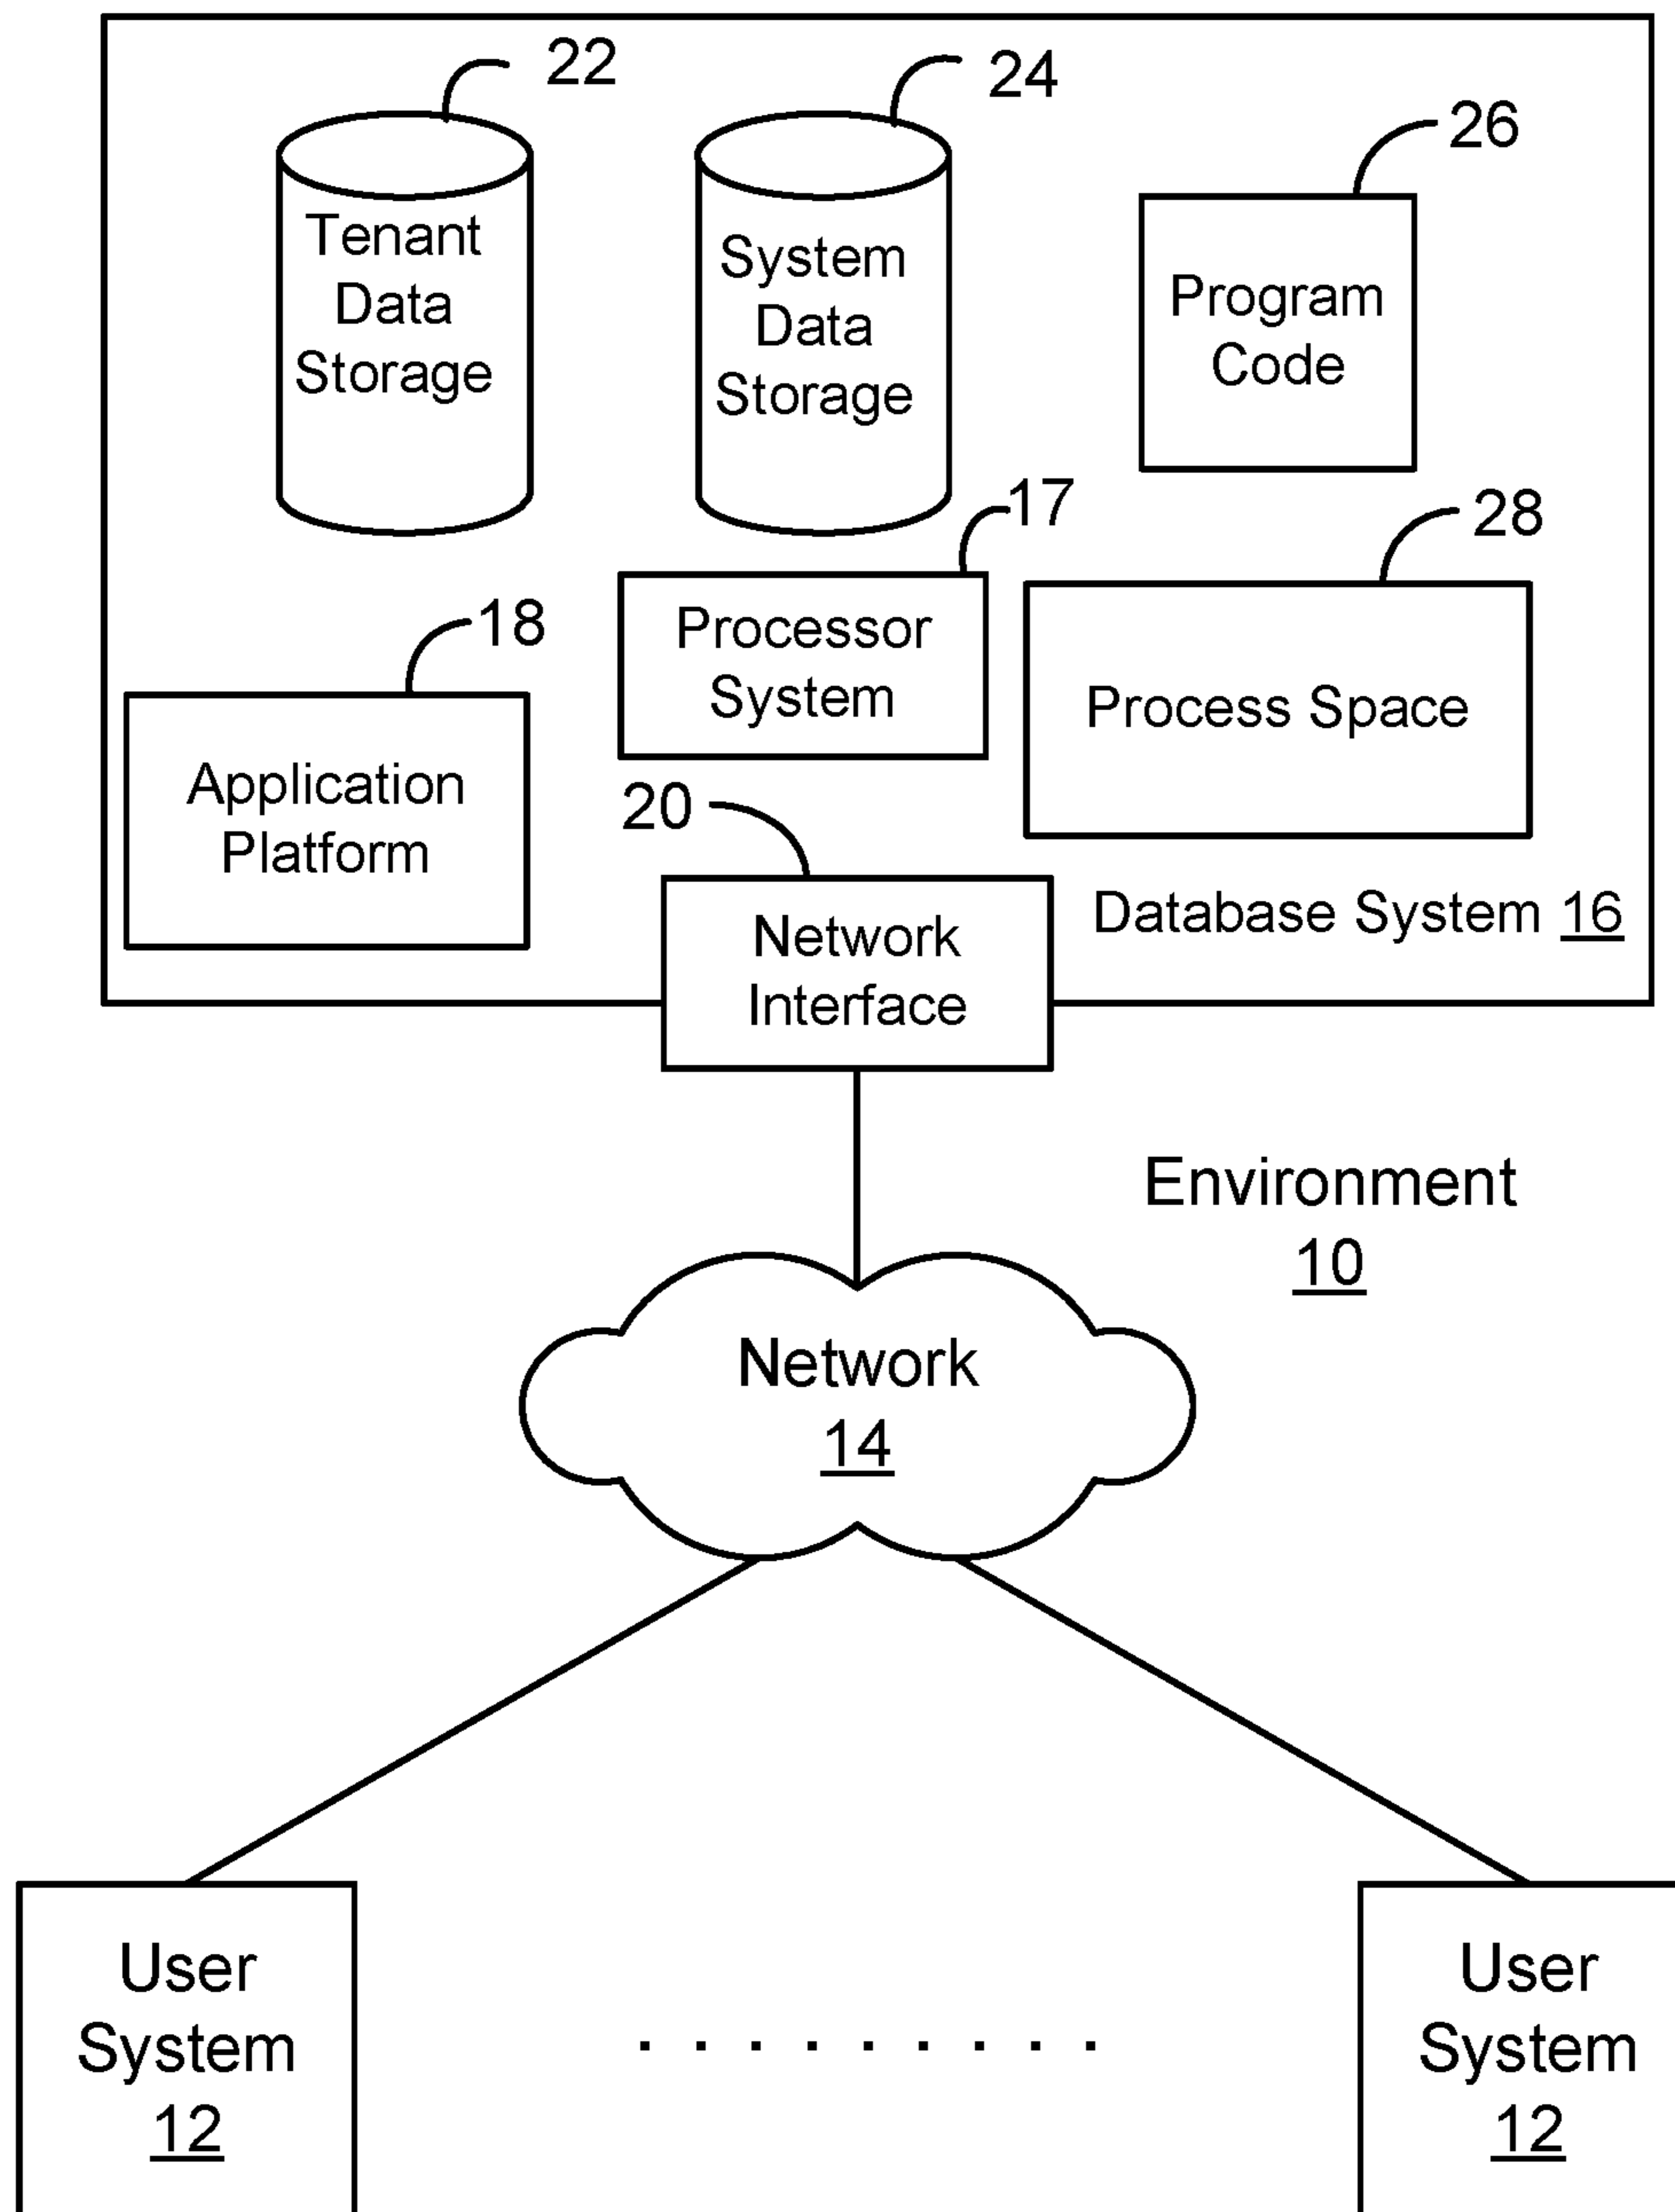 22
24
26
Tenant
Data
Storage
System
Data
Storage
Program
Code
17
28
18
Processor
System
Process Space
Application
Platform
20
Network
Interface
Database System 16
Environment
10
Network
14
User
System
12
. . . . . . . . .
User
System
12